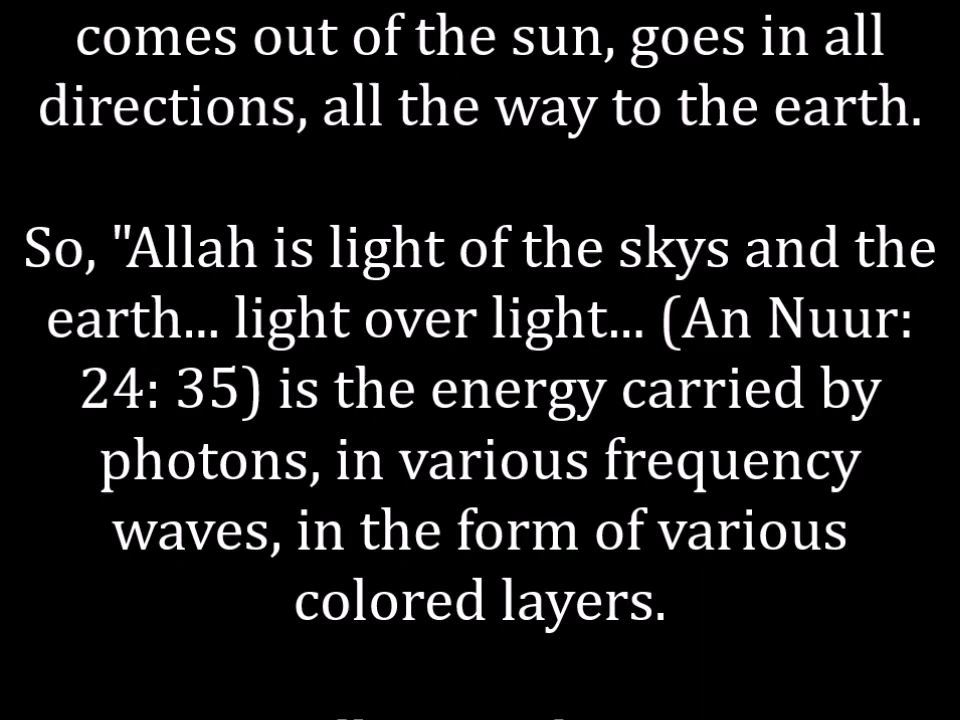 comes out of the sun, goes in all
directions, all the way to the earth.
So, "Allah is light of the skys and the
earth... light over light... (An Nuur:
24: 35) is the energy carried by
photons, in various frequency
waves, in the form of various
colored layers.